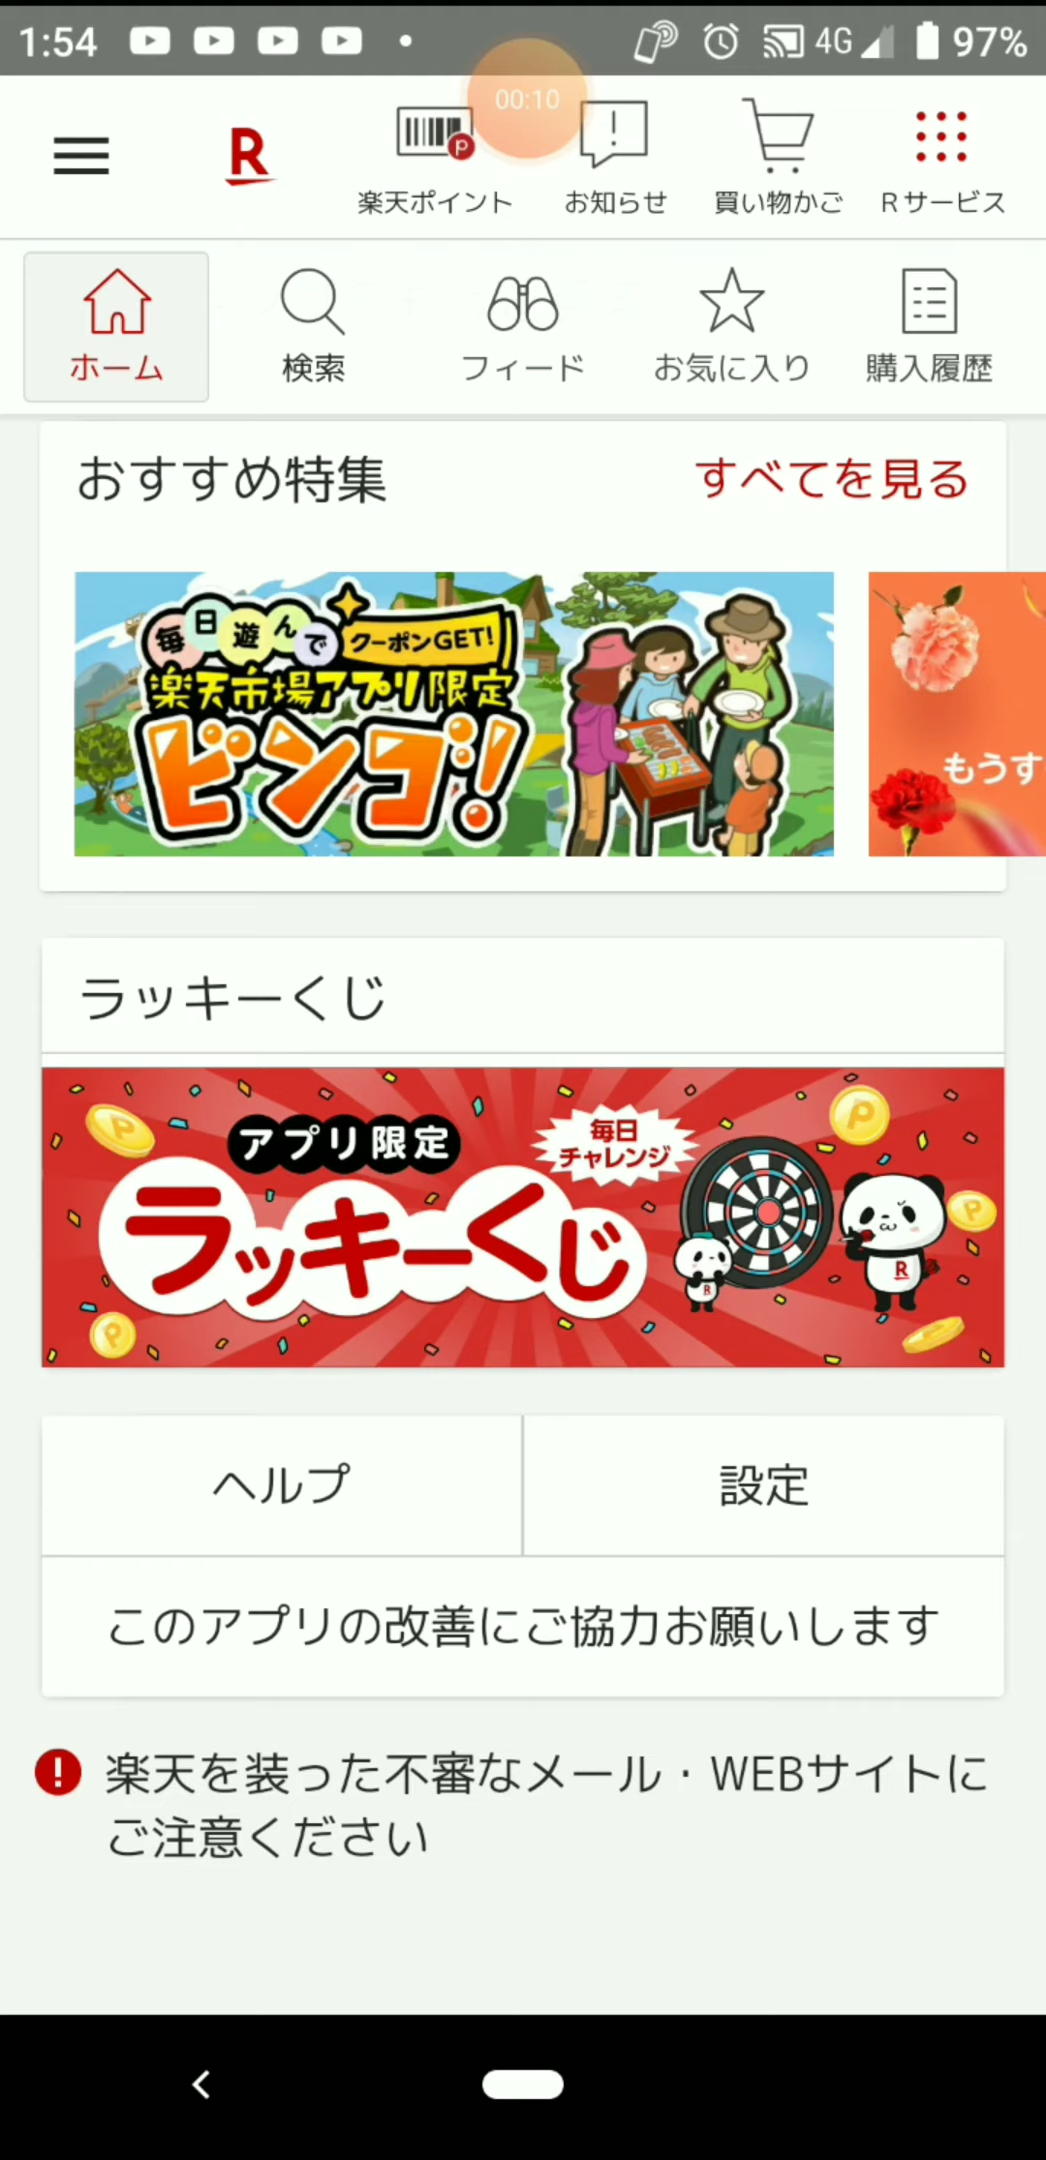 1:54
4G
97%
00:10
R
p
楽天ポイント
お知らせ
買い物かご
Rサービス
ホーム
検索
フィード
お気に入り
購入履歴
おすすめ特集
すべてを見る
毎日遊んで
クーポンGET!
楽天市場アプリ限定
ビンゴ!
もうす
ラッキーくじ
アプリ限定
毎日
チャレンジ
ラッキーくじ
P
P
P
P
R
R
ヘルプ
設定
このアプリの改善にご協力お願いします
楽天を装った不審なメール・WEBサイトに
ご注意ください